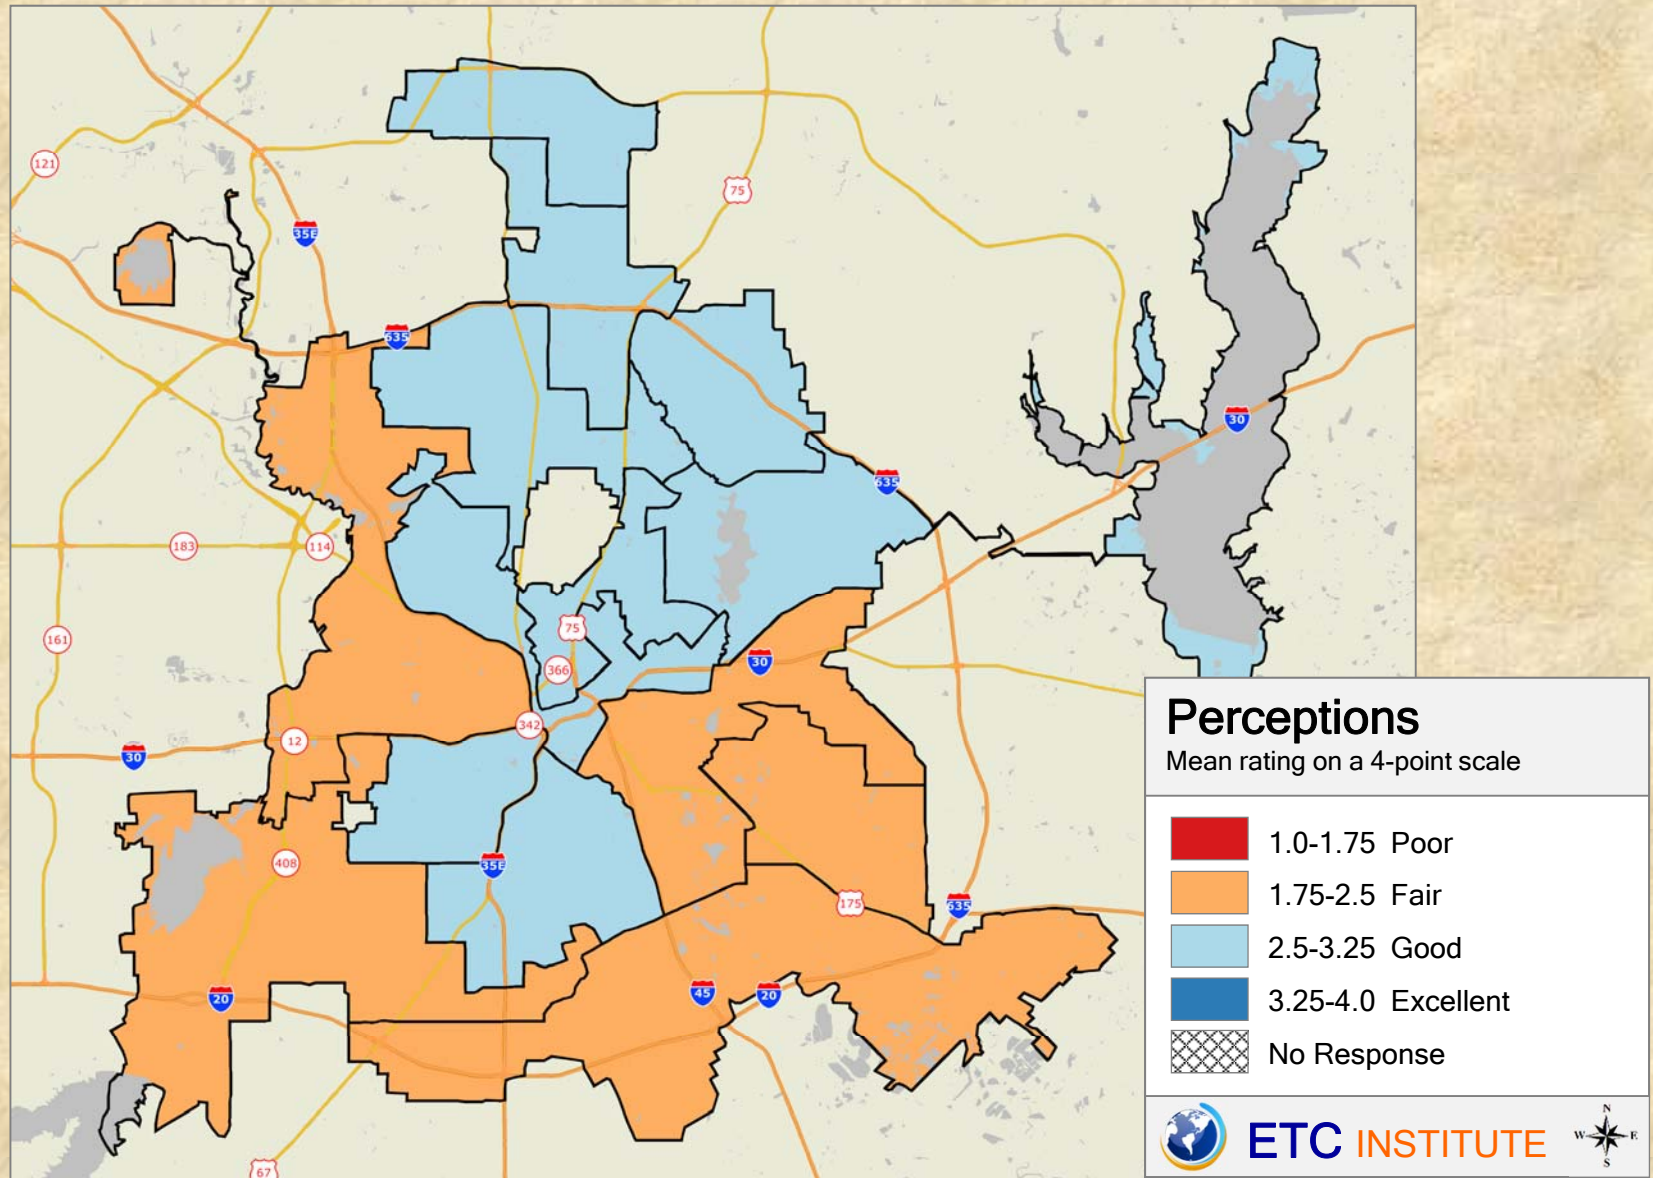 121
75
35E
635
30
635
183
114
161
75
366
30
342
12
30
408
35E
175
635
20
45
20
67
Perceptions
Mean rating on a 4-point scale
1.0-1.75 Poor
1.75-2.5 Fair
2.5-3.25 Good
3.25-4.0 Excellent
No Response
ETC INSTITUTE
N
W E
S